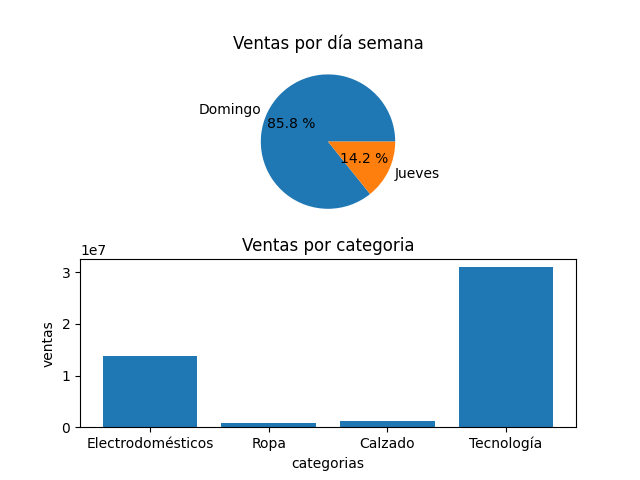 Ventas por día semana
Domingo
85.8 %
14.2 %
Jueves
Ventas por categoria
1e7
3
2
1
0
ventas
Electrodomésticos Ropa Calzado Tecnología
categorias